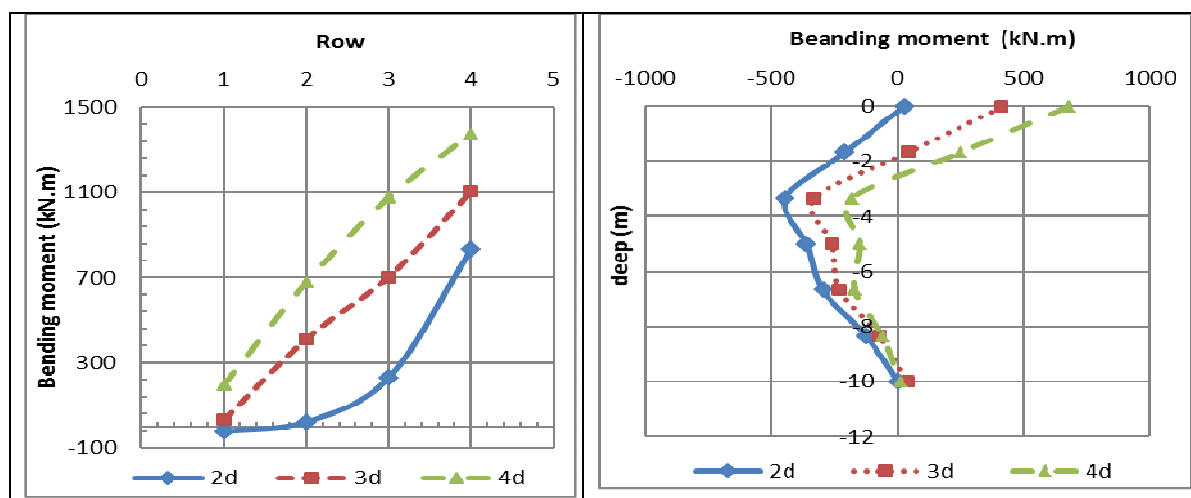 Row
0 1 2 3 4 5
1500
1100
700
300
-100
Bending moment (kN.m)
2d 3d 4d
Beanding moment (kN.m)
-1000 -500 0 500 1000
0
-2
-4
-6
-8
-10
-12
deep (m)
2d 3d 4d